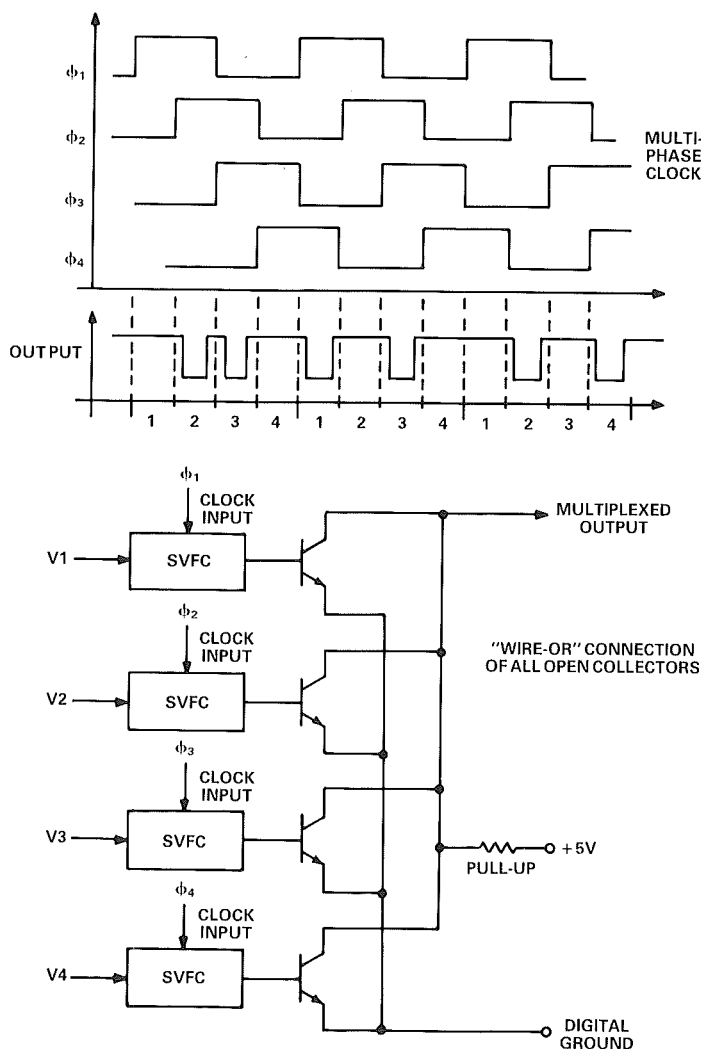 ϕ1
ϕ2
MULTI-
PHASE
CLOCK
ϕ3
ϕ4
OUTPUT
1 2 3 4 1 2 3 4 1 2 3 4
ϕ1
CLOCK
INPUT
V1
SVFC
MULTIPLEXED
OUTPUT
ϕ2
CLOCK
INPUT
"WIRE-OR" CONNECTION
OF ALL OPEN COLLECTORS
V2
SVFC
ϕ3
CLOCK
INPUT
V3
SVFC
+5V
PULL-UP
ϕ4
CLOCK
INPUT
V4
SVFC
DIGITAL
GROUND